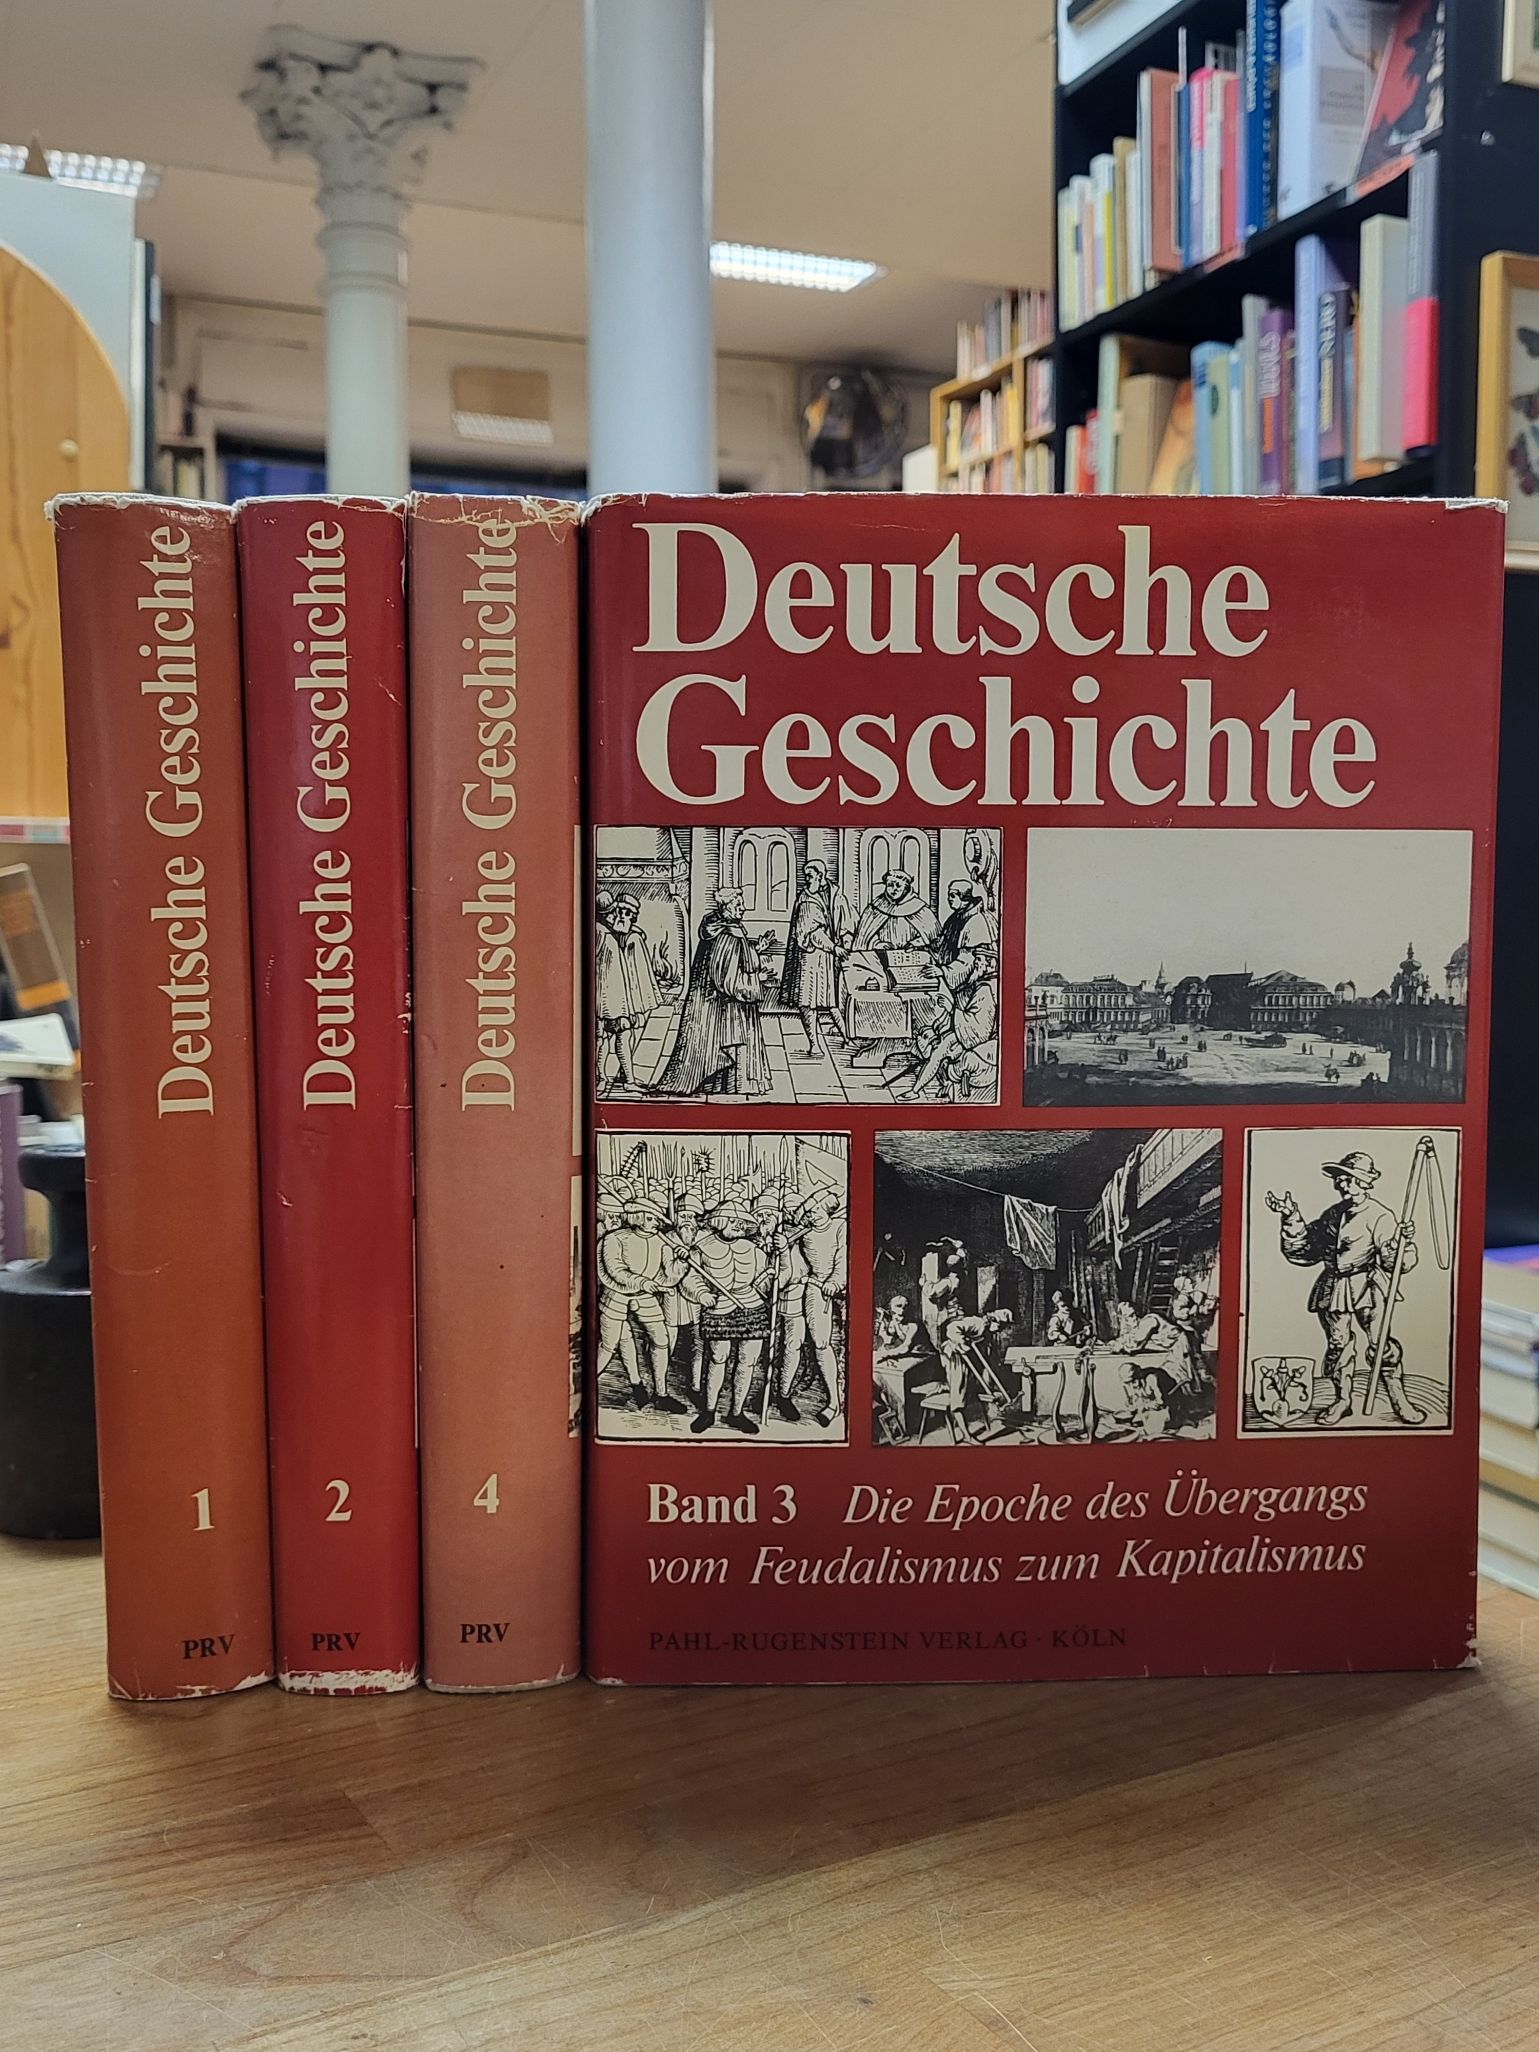 Deutsche Geschichte
1
PRV
Deutsche Geschichte
2
PRV
Deutsche Geschichte
4
PRV
Deutsche
Geschichte
Band 3 Die Epoche des Übergangs
vom Feudalismus zum Kapitalismus
PAHL-RUGENSTEIN VERLAG · KÖLN